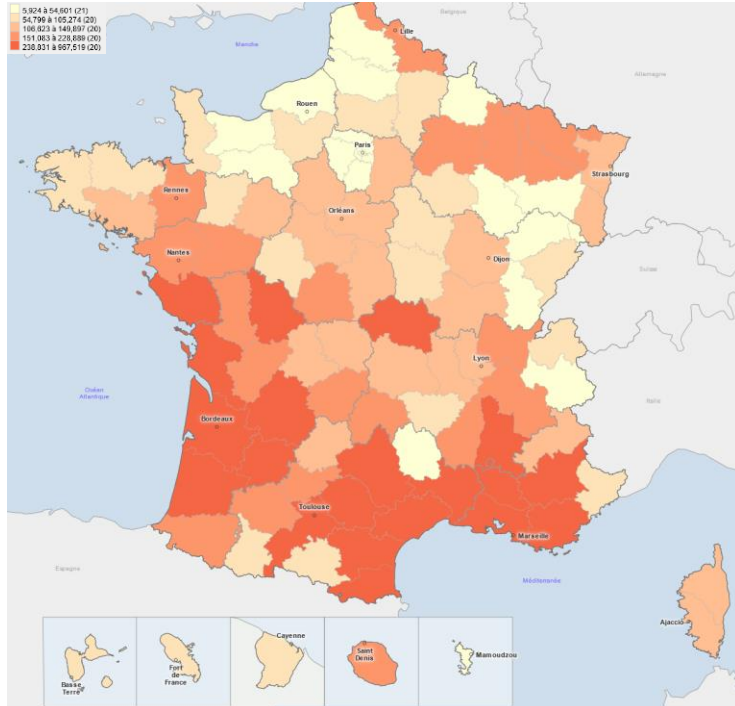 5,924 à 54,601 (21)
54,799 à 105,274 (20)
106,623 à 149,897 (20)
151,083 à 228,889 (20)
238,831 à 967,519 (20)
Belgique
Lille
Manche
Allemagne
Rouen
Paris
Strasbourg
Rennes
Orléans
Nantes
Dijon
Suisse
Lyon
Océan
Atlantique
Italie
Bordeaux
Toulouse
Marseille
Espagne
Méditerranée
Ajaccio
Cayenne
Saint
Denis
Mamoudzou
Fort
de
France
Basse
Terre